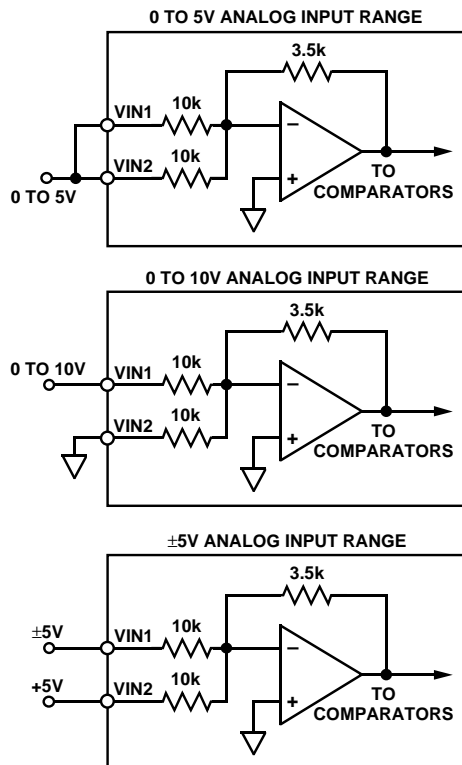 0 TO 5V ANALOG INPUT RANGE
3.5k
VIN1
10k
10k
VIN2
0 TO 5V
–
+
TO
COMPARATORS
0 TO 10V ANALOG INPUT RANGE
3.5k
0 TO 10V
VIN1
10k
10k
VIN2
–
+
TO
COMPARATORS
±5V ANALOG INPUT RANGE
3.5k
±5V
VIN1
10k
+5V
VIN2
10k
–
+
TO
COMPARATORS